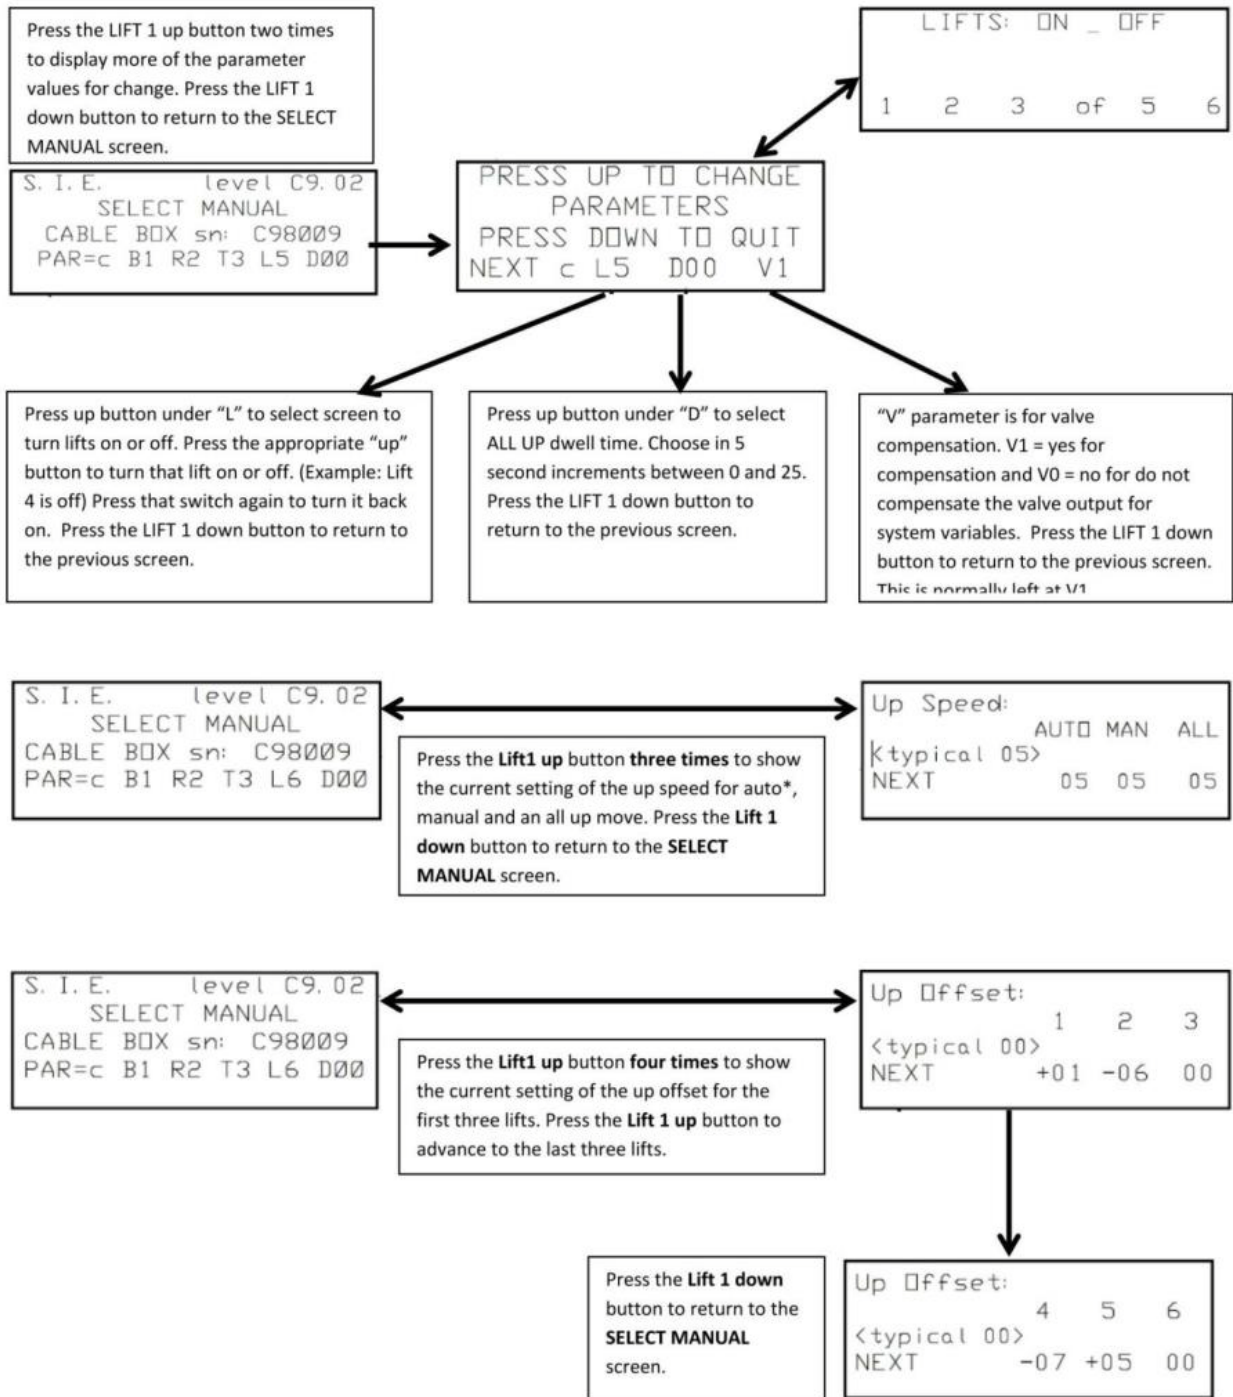 Press the LIFT 1 up button two times
to display more of the parameter
values for change. Press the LIFT 1
down button to return to the SELECT
MANUAL screen.
LIFTS: ON _ OFF
1 2 3 of 5 6
S. I. E. level C9. 02
SELECT MANUAL
CABLE BOX sn: C98009
PAR=c B1 R2 T3 L5 D00
PRESS UP TO CHANGE
PARAMETERS
PRESS DOWN TO QUIT
NEXT c L5 D00 V1
Press up button under “L” to select screen to
turn lifts on or off. Press the appropriate “up”
button to turn that lift on or off. (Example: Lift
4 is off) Press that switch again to turn it back
on. Press the LIFT 1 down button to return to
the previous screen.
Press up button under “D” to select
ALL UP dwell time. Choose in 5
second increments between 0 and 25.
Press the LIFT 1 down button to
return to the previous screen.
“V” parameter is for valve
compensation. V1 = yes for
compensation and V0 = no for do not
compensate the valve output for
system variables. Press the LIFT 1 down
button to return to the previous screen.
This is normally left at V1
S. I. E. level C9. 02
SELECT MANUAL
CABLE BOX sn: C98009
PAR=c B1 R2 T3 L6 D00
Press the Lift1 up button three times to show
the current setting of the up speed for auto*,
manual and an all up move. Press the Lift 1
down button to return to the SELECT
MANUAL screen.
Up Speed:
AUTO MAN ALL
<typical 05>
NEXT 05 05 05
S. I. E. level C9. 02
SELECT MANUAL
CABLE BOX sn: C98009
PAR=c B1 R2 T3 L6 D00
Press the Lift1 up button four times to show
the current setting of the up offset for the
first three lifts. Press the Lift 1 up button to
advance to the last three lifts.
Up Offset:
1 2 3
<typical 00>
NEXT +01 -06 00
Press the Lift 1 down
button to return to the
SELECT MANUAL
screen.
Up Offset:
4 5 6
<typical 00>
NEXT -07 +05 00